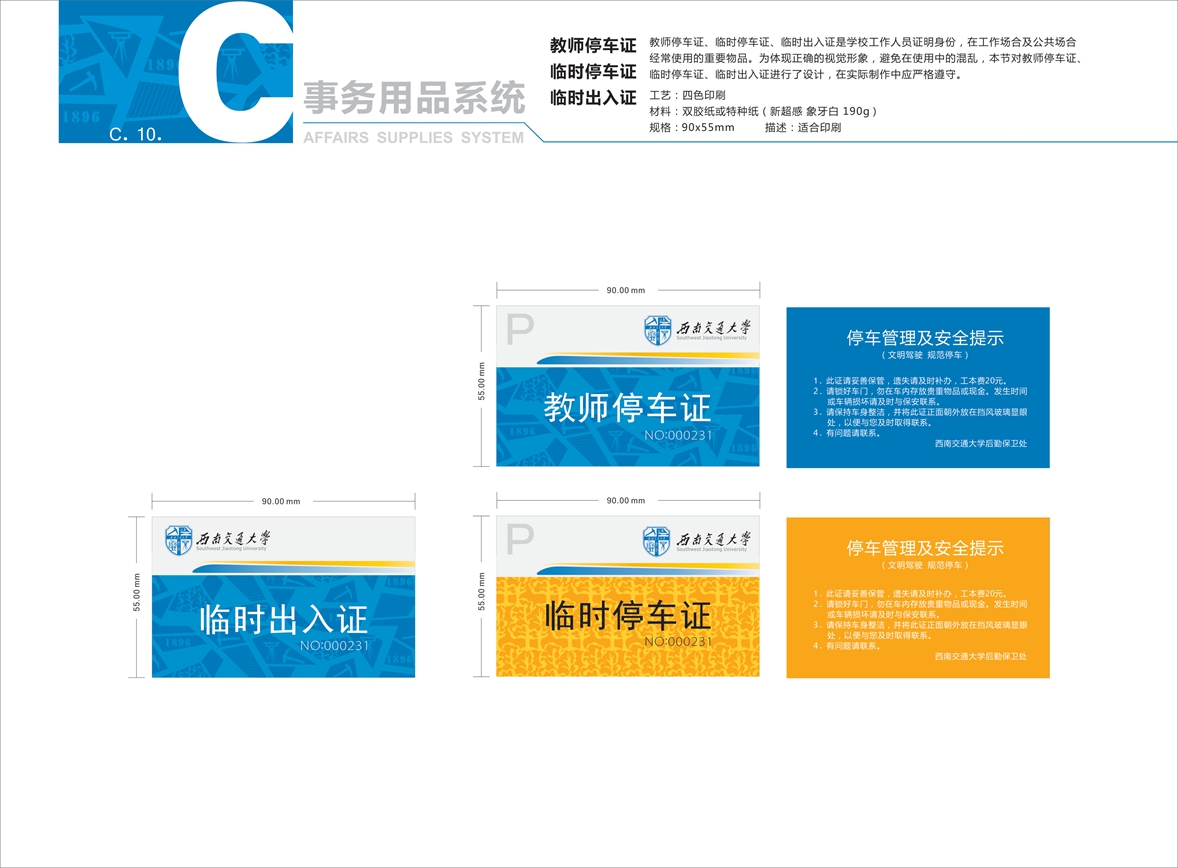 C
C. 10.
1896
1896
事务用品系统
AFFAIRS SUPPLIES SYSTEM
教师停车证
临时停车证
临时出入证
教师停车证、临时停车证、临时出入证是学校工作人员证明身份，在工作场合及公共场合
经常使用的重要物品。为体现正确的视觉形象，避免在使用中的混乱，本节对教师停车证、
临时停车证、临时出入证进行了设计，在实际制作中应严格遵守。
工艺：四色印刷
材料：双胶纸或特种纸（新超感 象牙白 190g）
规格：90x55mm 描述：适合印刷
90.00 mm
55.00 mm
P
西南交通大学
Southwest Jiaotong University
教师停车证
NO:000231
停车管理及安全提示
（文明驾驶 规范停车）
1．此证请妥善保管，遗失请及时补办，工本费20元。
2．请锁好车门，勿在车内存放贵重物品或现金。发生时间
或车辆损坏请及时与保安联系。
3．请保持车身整洁，并将此证正面朝外放在挡风玻璃显眼
处，以便与您及时取得联系。
4．有问题请联系。
西南交通大学后勤保卫处
90.00 mm
55.00 mm
西南交通大学
Southwest Jiaotong University
临时出入证
NO:000231
90.00 mm
55.00 mm
P
西南交通大学
Southwest Jiaotong University
临时停车证
NO:000231
停车管理及安全提示
（文明驾驶 规范停车）
1．此证请妥善保管，遗失请及时补办，工本费20元。
2．请锁好车门，勿在车内存放贵重物品或现金。发生时间
或车辆损坏请及时与保安联系。
3．请保持车身整洁，并将此证正面朝外放在挡风玻璃显眼
处，以便与您及时取得联系。
4．有问题请联系。
西南交通大学后勤保卫处